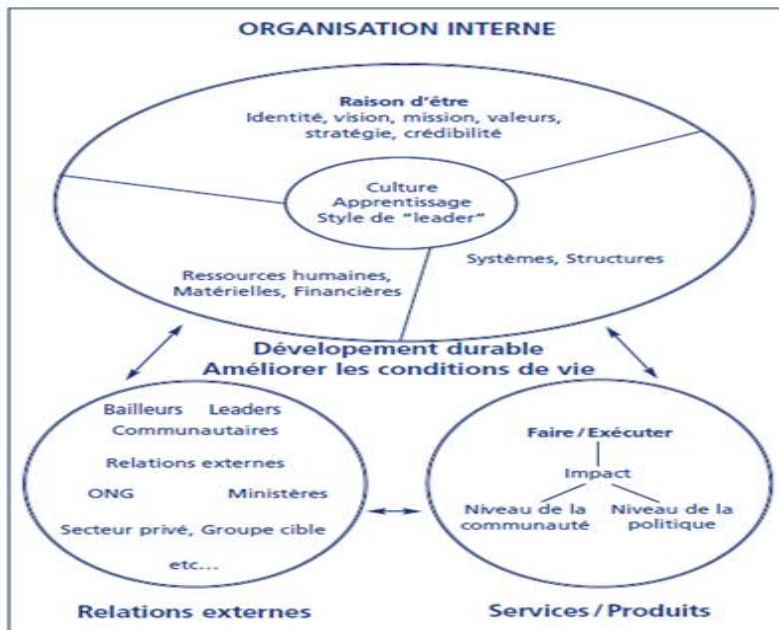 ORGANISATION INTERNE
Raison d'être
Identité, vision, mission, valeurs,
stratégie, crédibilité
Culture
Apprentissage
Style de "leader"
Ressources humaines,
Matérielles, Financières
Systèmes, Structures
Dévelopement durable
Améliorer les conditions de vie
Bailleurs Leaders
Communautaires
Relations externes
ONG Ministères
Secteur privé, Groupe cible
etc...
Relations externes
Faire/Exécuter
Impact
Niveau de la
communauté
Niveau de la
politique
Services/Produits